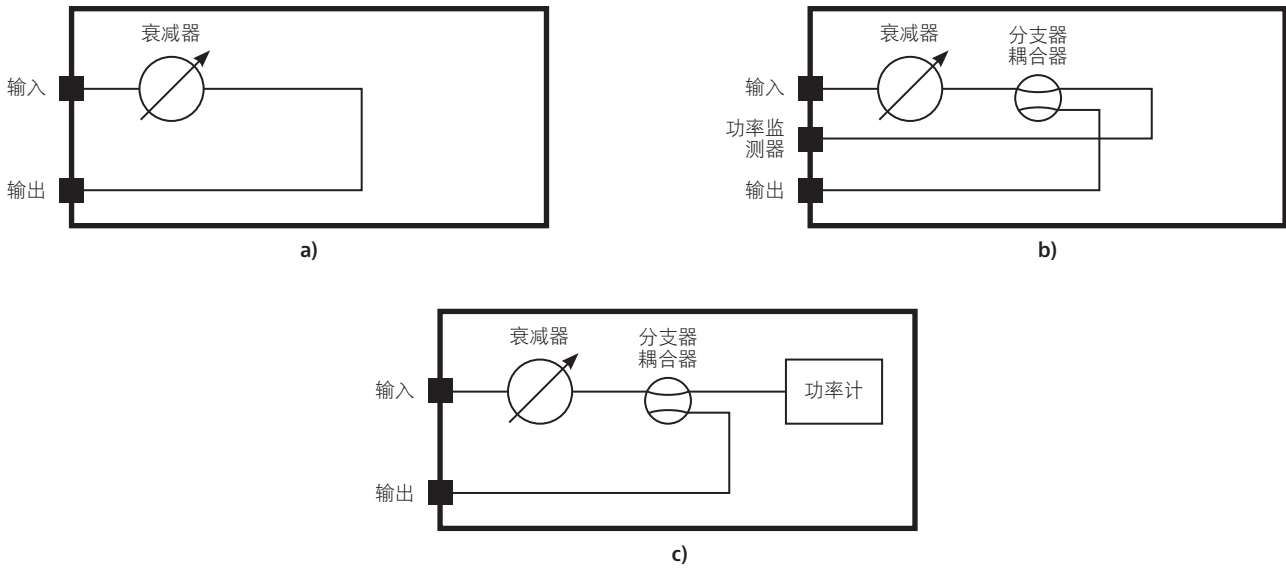 衰减器
输入
输出
a)
衰减器
分支器
耦合器
输入
功率监
测器
输出
b)
衰减器
分支器
耦合器
输入
功率计
输出
c)